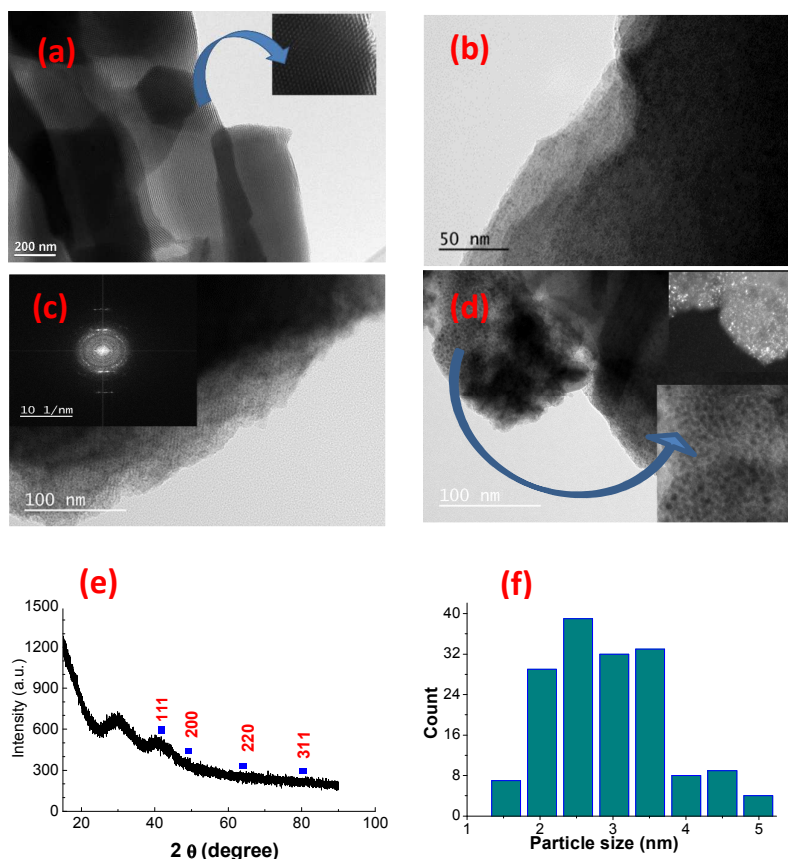 (a)
200 nm
(b)
50 nm
(c)
10 1/nm
100 nm
(d)
100 nm
(e)
1500
1200
900
600
300
0
Intensity (a.u.)
111
200
220
311
20 40 60 80 100
2 θ (degree)
(f)
40
32
24
16
8
0
Count
1 2 3 4 5
Particle size (nm)